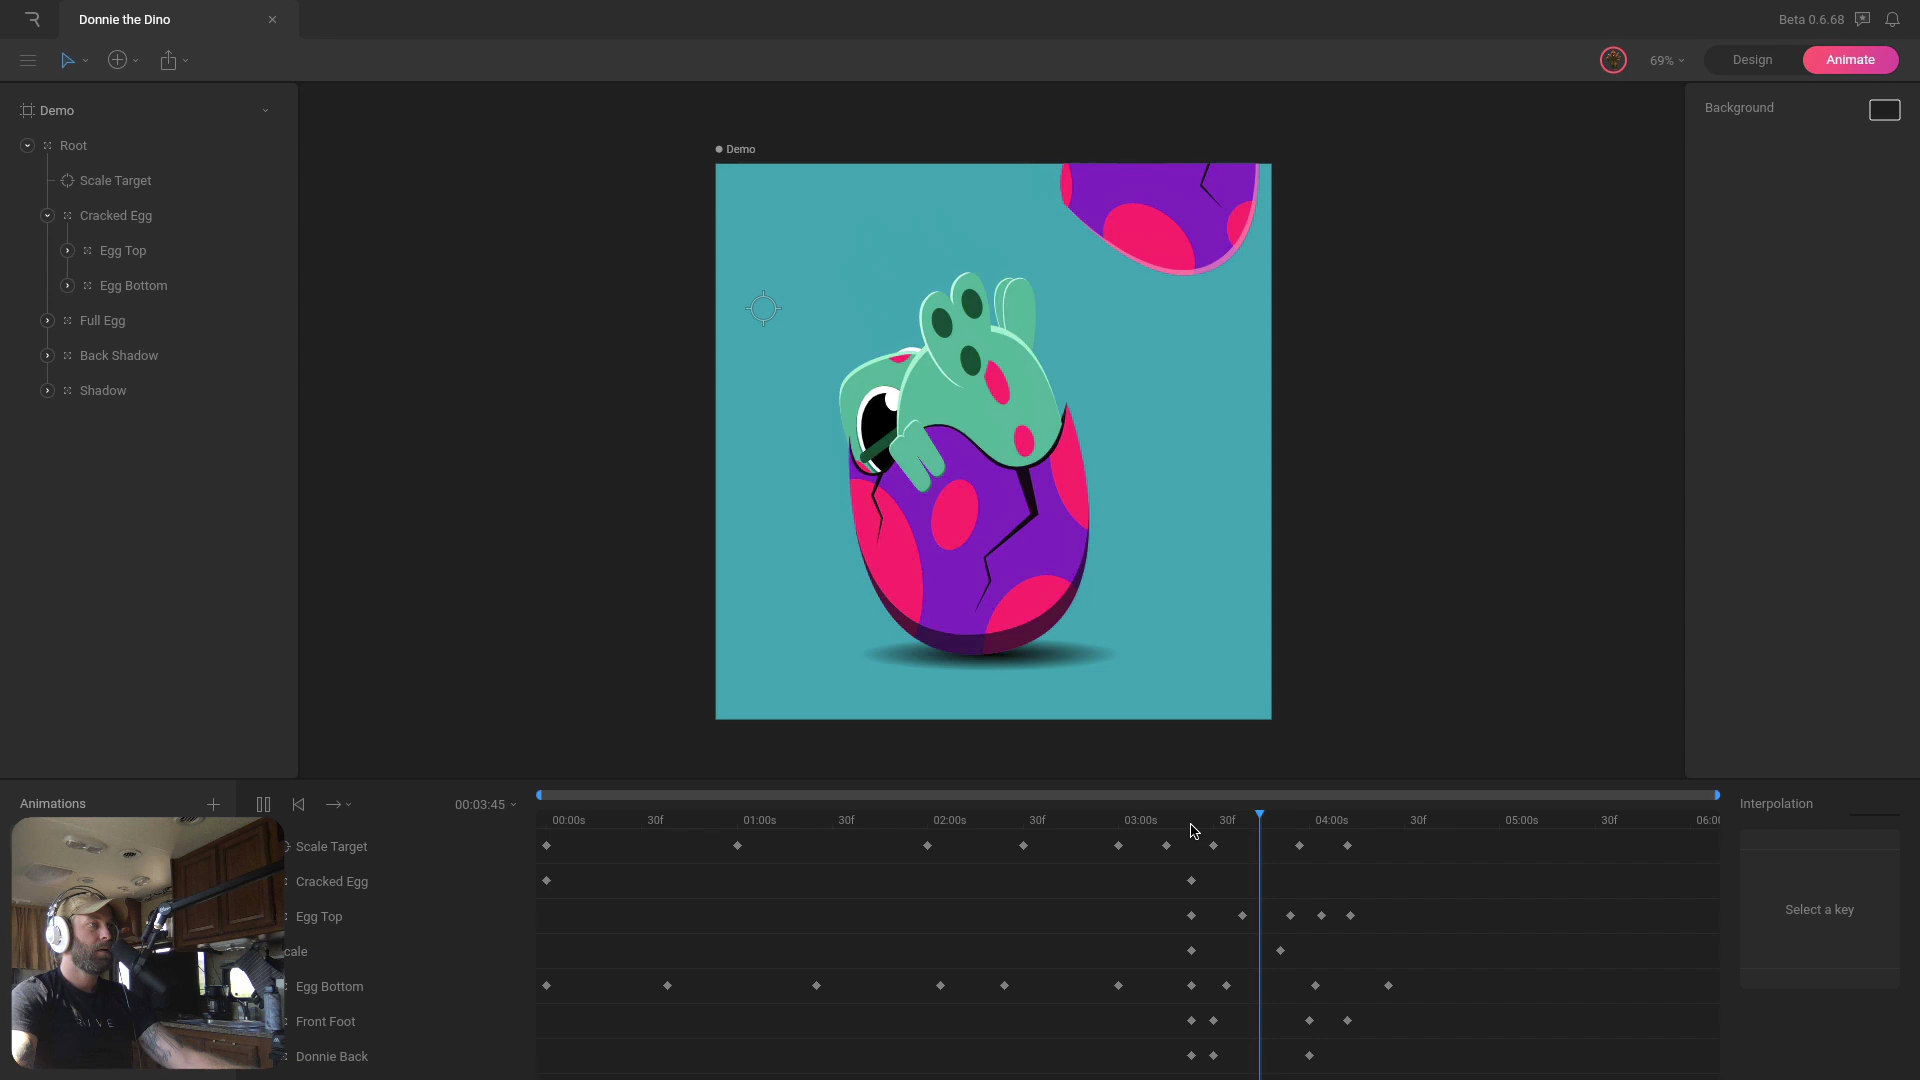 Donnie the Dino
Beta 0.6.68
69%
Design
Animate
Demo
Root
Scale Target
Cracked Egg
Egg Top
Egg Bottom
Full Egg
Back Shadow
Shadow
Demo
Background
Animations
00:03:45
00:00s 30f 01:00s 30f 02:00s 30f 03:00s 30f 04:00s 30f 05:00s 30f
Scale Target
Cracked Egg
Egg Top
cale
Egg Bottom
Front Foot
Donnie Back
Interpolation
Select a key
RIVE